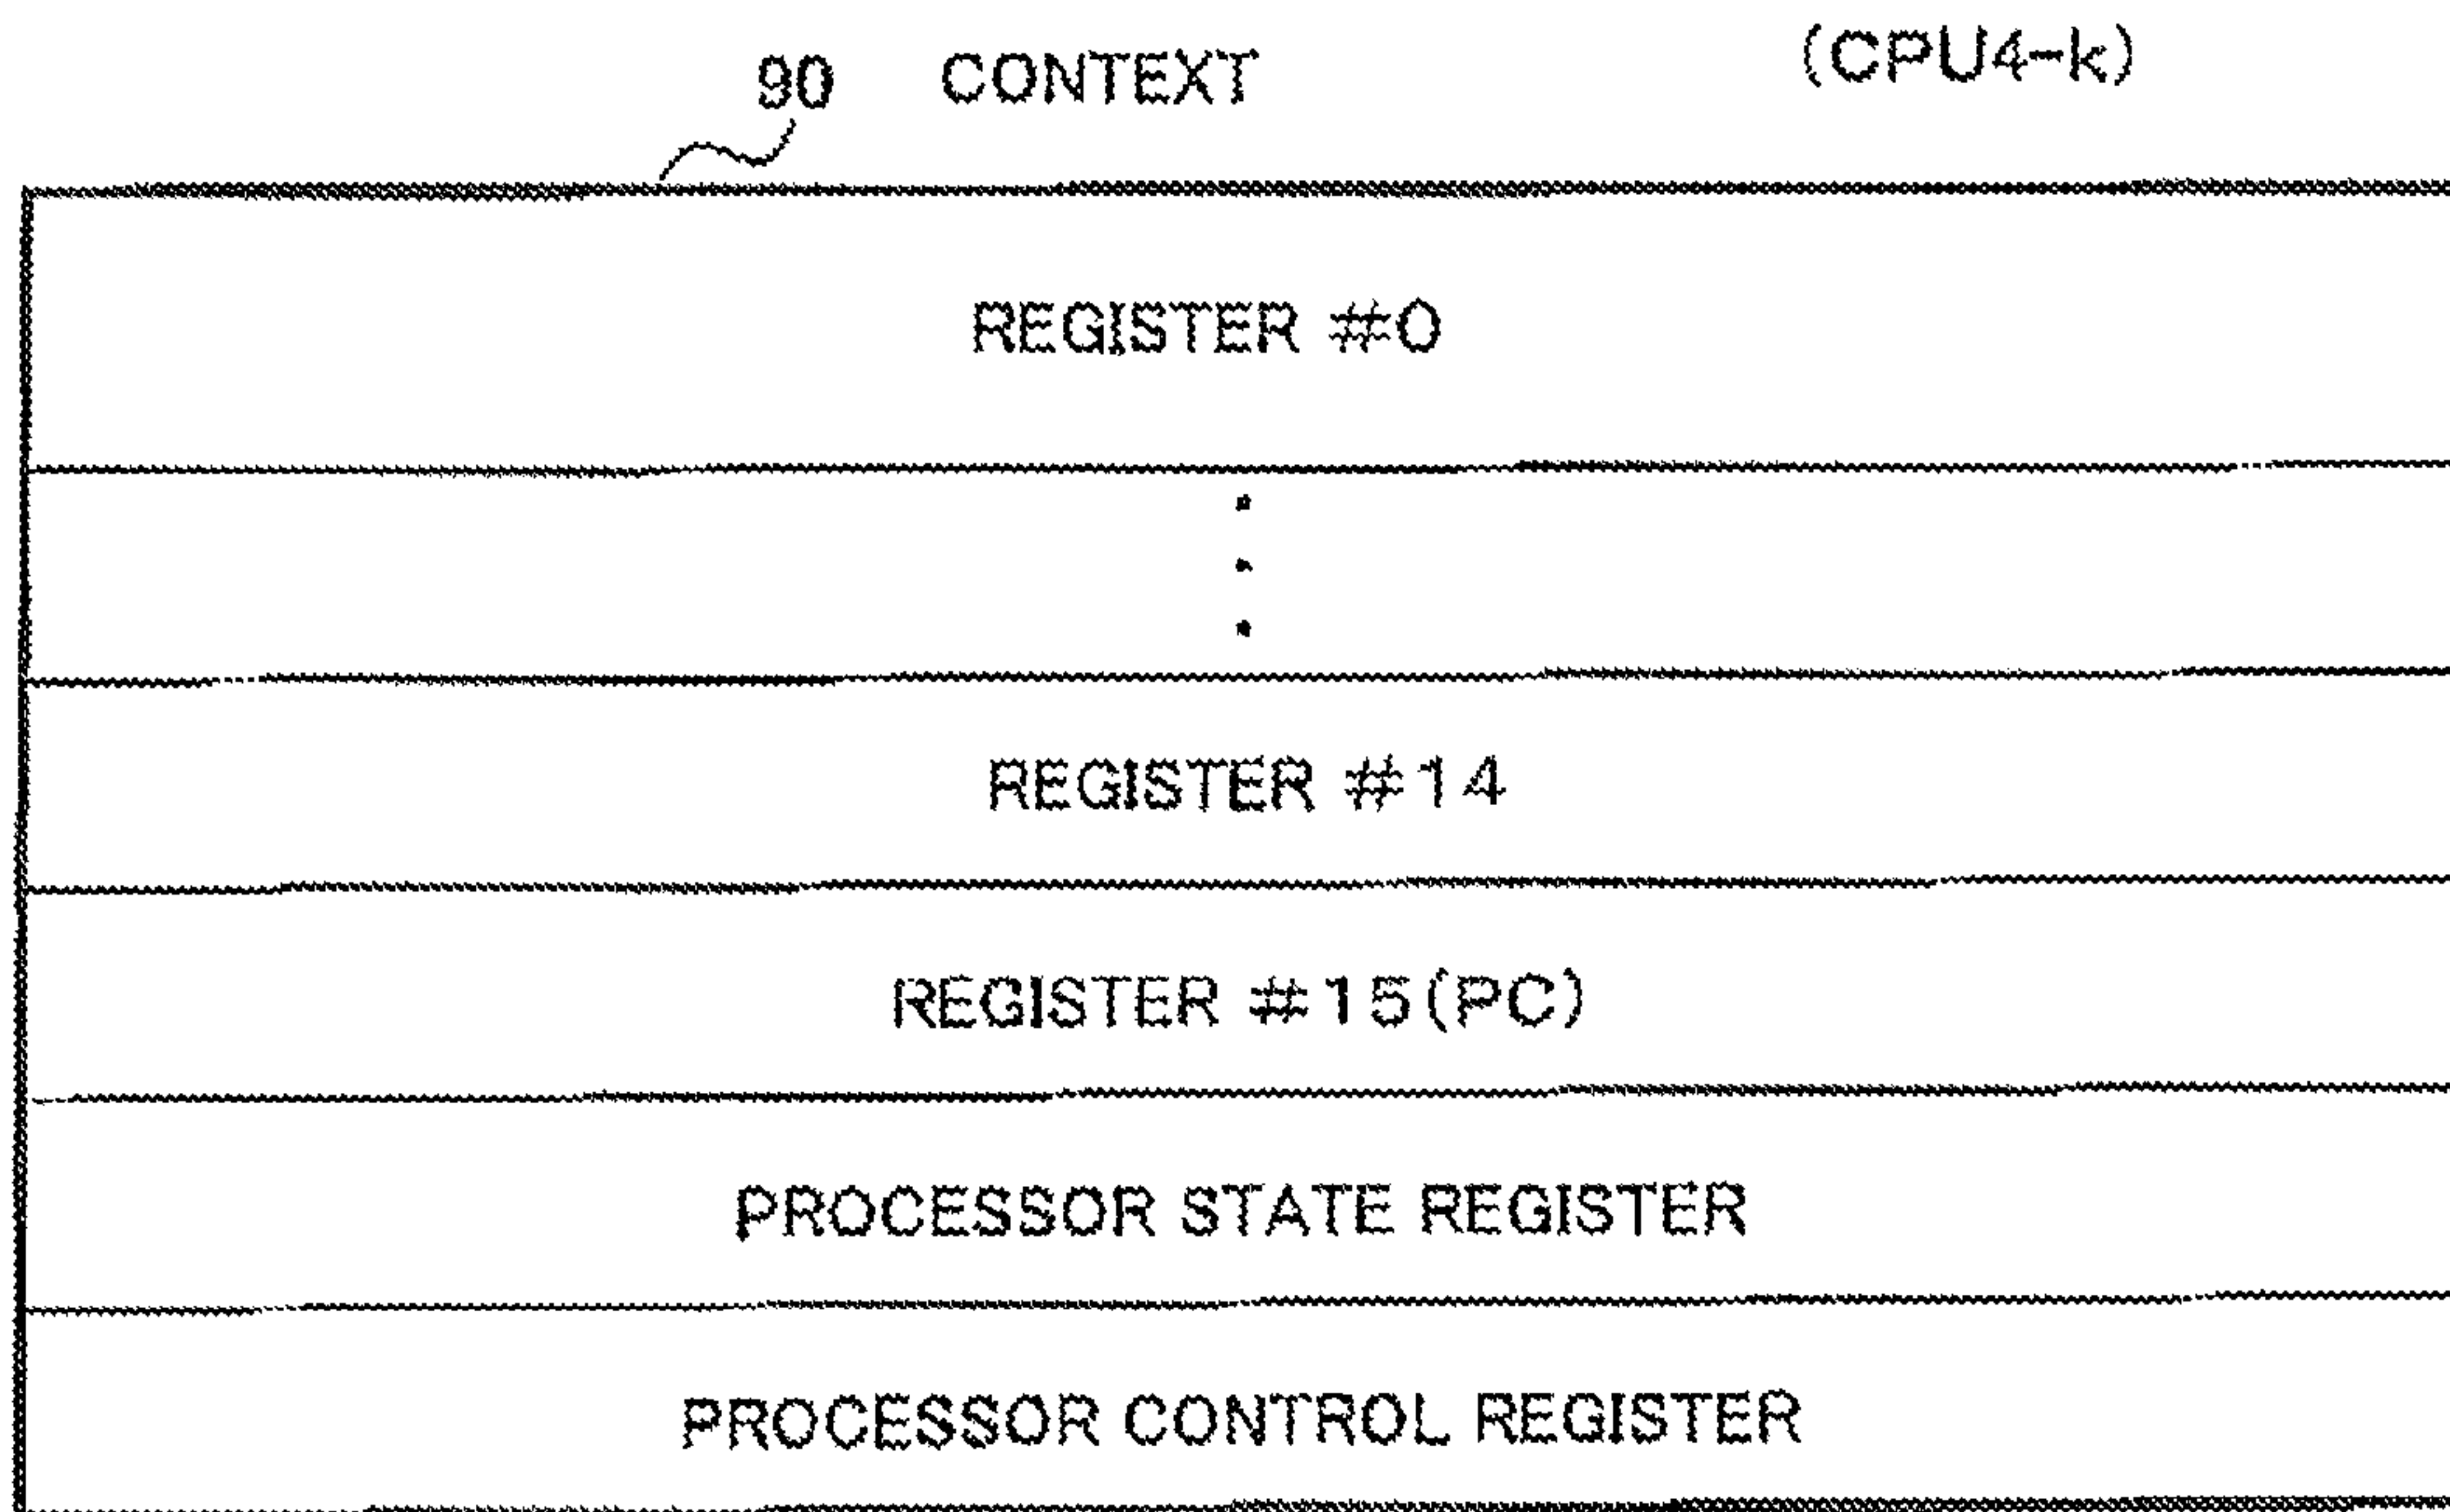 90 CONTEXT (CPU4-k)
REGISTER #0
REGISTER #14
REGISTER #15(PC)
PROCESSOR STATE REGISTER
PROCESSOR CONTROL REGISTER